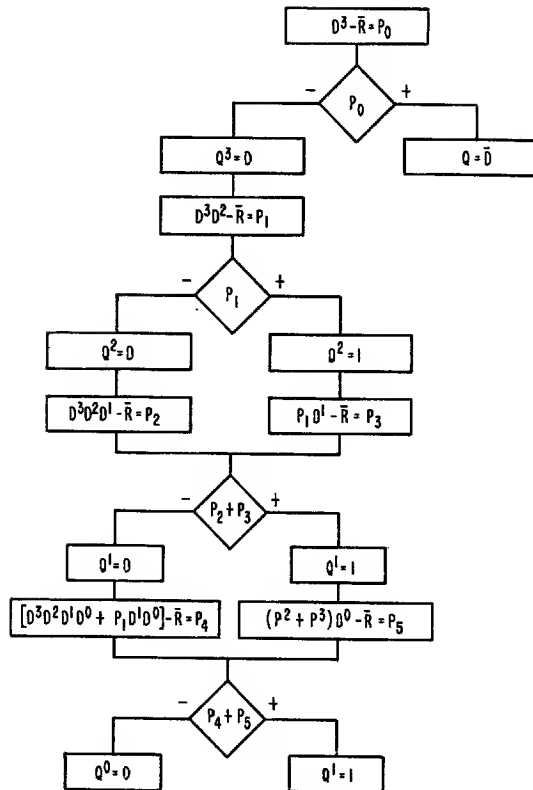 D³-R̄=P₀
- P₀ +
Q³=0 Q=D̄
D³D²-R̄=P₁
- P₁ +
Q²=0 Q²=1
D³D²D¹-R̄=P₂ P₁D¹-R̄=P₃
- P₂+P₃ +
Q¹=0 Q¹=1
[D³D²D¹D⁰+P₁D¹D⁰]-R̄=P₄ (P²+P³)D⁰-R̄=P₅
- P₄+P₅ +
Q⁰=0 Q¹=1